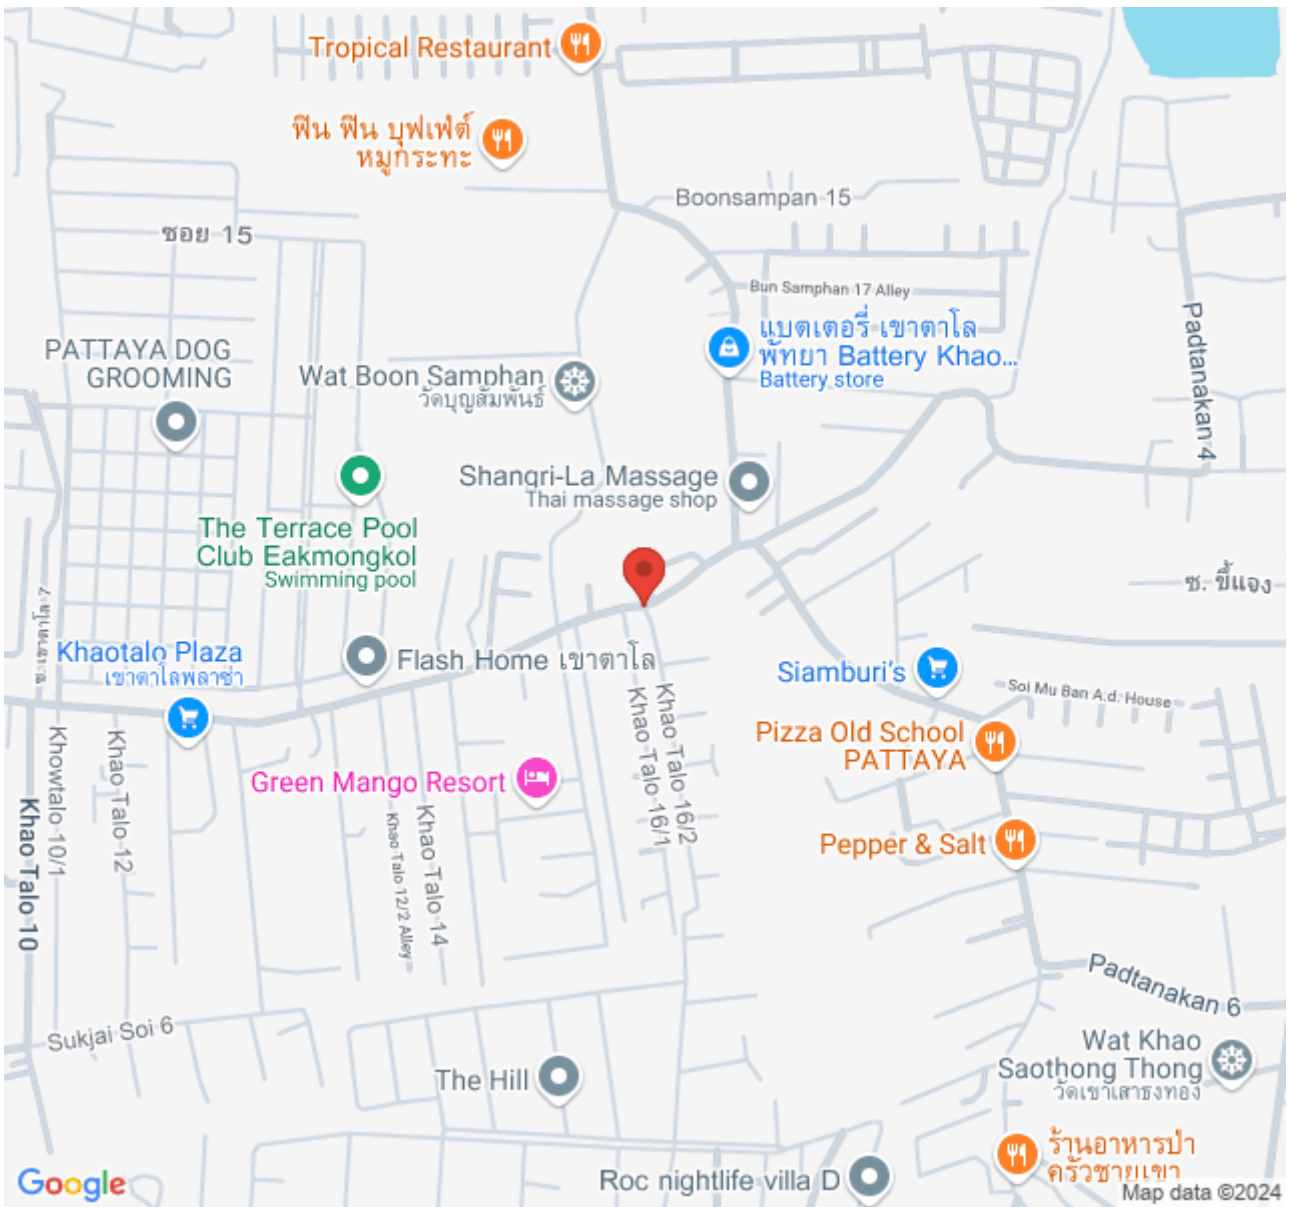 Tropical Restaurant
ฟิน ฟิน บุฟเฟ่ต์
หมูกระทะ
Boonsampan 15
ซอย 15
Bun Samphan 17 Alley
แบตเตอรี่ เขาตาโล
พัทยา Battery Khao...
Battery store
Padtanakan 4
PATTAYA DOG
GROOMING
Wat Boon Samphan
วัดบุญสัมพันธ์
Shangri-La Massage
Thai massage shop
The Terrace Pool
Club Eakmongkol
Swimming pool
ซ. ขี้แจง
Khaotalo Plaza
เขาตาโลพลาซ่า
Flash Home เขาตาโล
Siamburi's
Soi Mu Ban A.d. House
Pizza Old School
PATTAYA
Green Mango Resort
Khao Talo 16/2
Khao Talo 16/1
Khowtalo 10/1
Khao Talo 12
Khao Talo 10
Khao Talo 12/2 Alley
Khao Talo 14
Pepper & Salt
Padtanakan 6
Sukjai Soi 6
Wat Khao
Saothong Thong
วัดเขาเสาธงทอง
The Hill
ร้านอาหารป่า
ครัวชายเขา
Roc nightlife villa D
Google
Map data ©2024